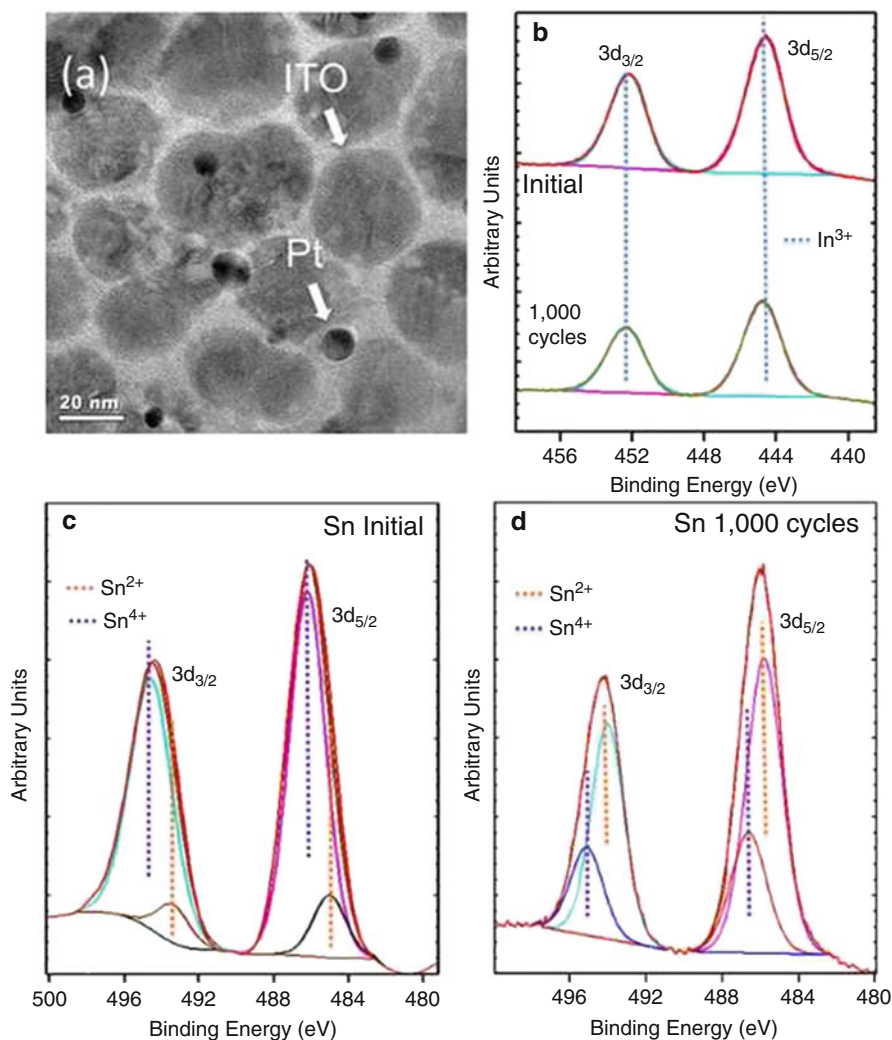 (a)
ITO
Pt
20 nm
b
3d3/2
3d5/2
Initial
In3+
1,000
cycles
Arbitrary Units
456 452 448 444 440
Binding Energy (eV)
c
Sn Initial
Sn2+
Sn4+
3d5/2
3d3/2
Arbitrary Units
500 496 492 488 484 480
Binding Energy (eV)
d
Sn 1,000 cycles
Sn2+
Sn4+
3d5/2
3d3/2
Arbitrary Units
496 492 488 484 480
Binding Energy (eV)